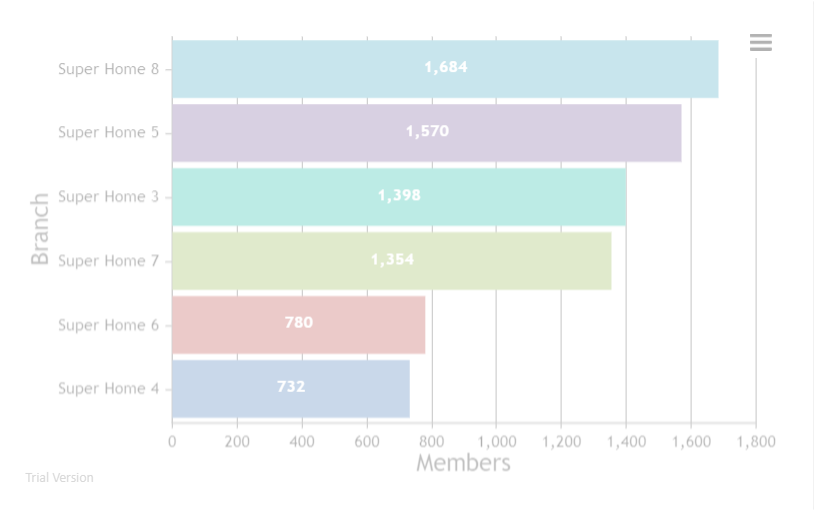 Super Home 8
1,684
Super Home 5
1,570
Super Home 3
1,398
Super Home 7
1,354
Super Home 6
780
Super Home 4
732
Branch
0 200 400 600 800 1,000 1,200 1,400 1,600 1,800
Members
Trial Version